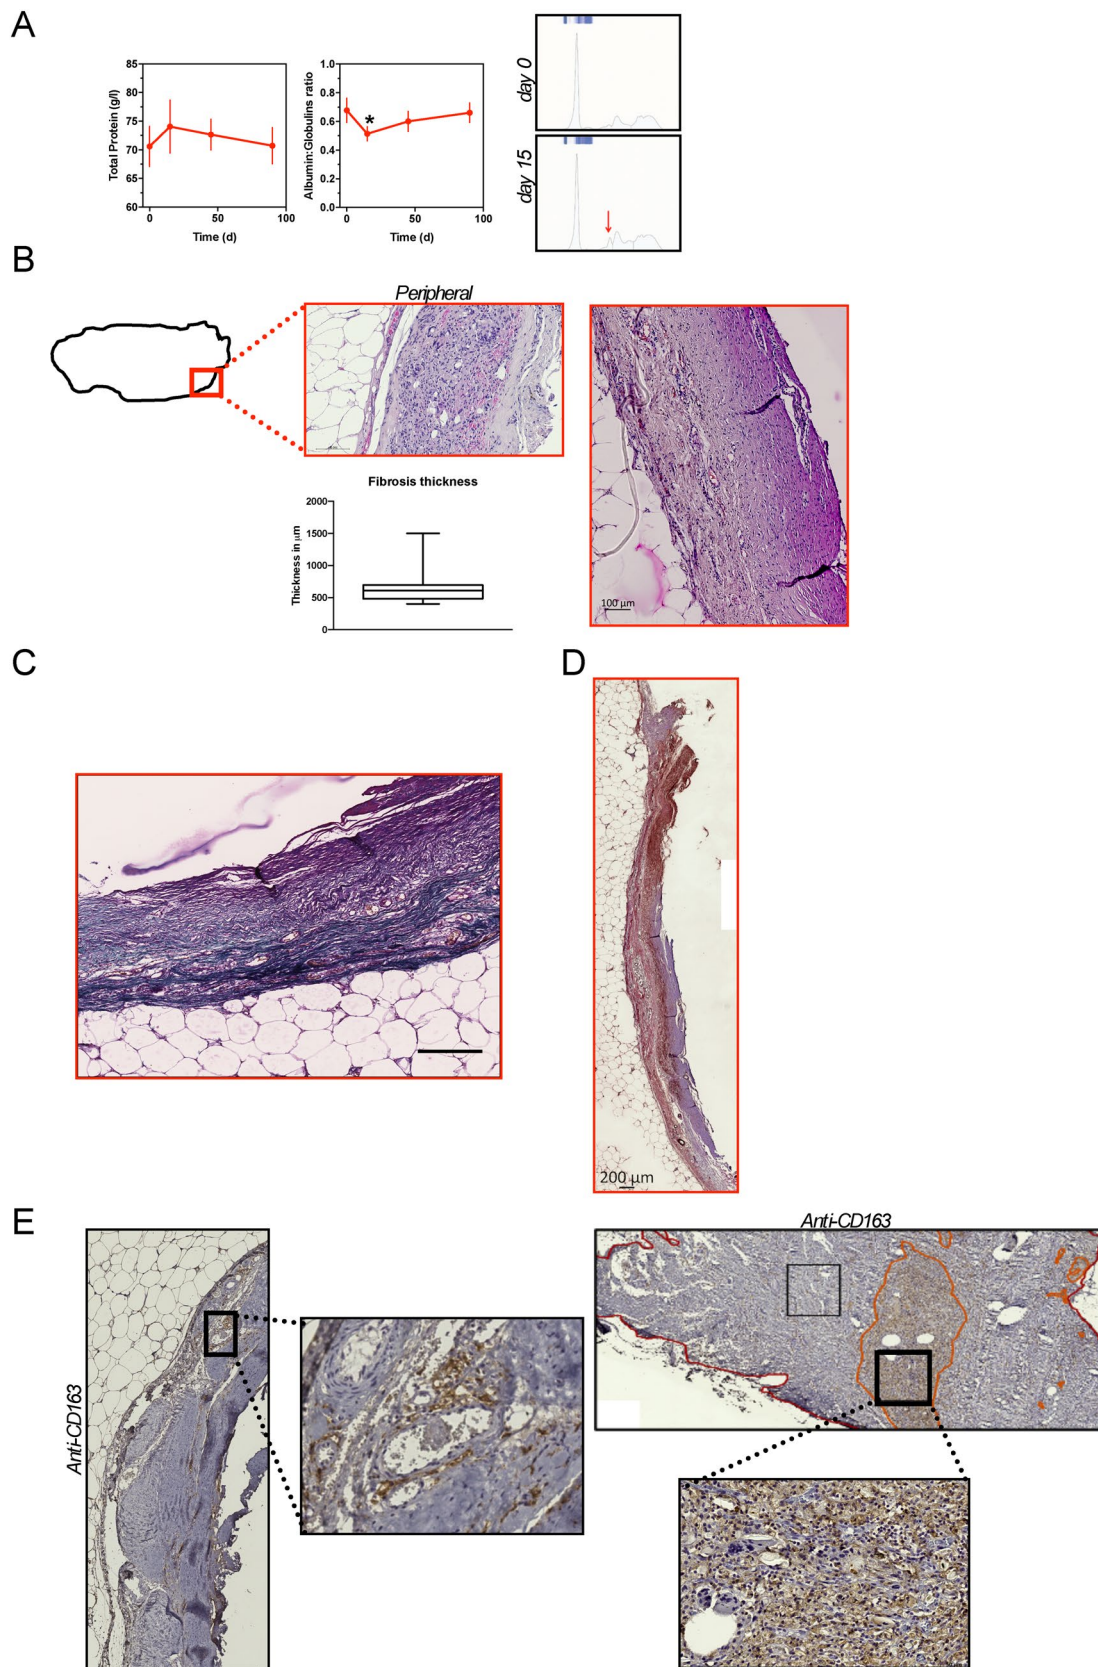 A
Total Protein (g/l)
85
80
75
70
65
60
0
50
100
Time (d)
Albumin:Globulins ratio
1.0
0.8
0.6
0.4
0.2
0.0
*
0
50
100
Time (d)
day 0
day 15
B
Peripheral
Fibrosis thickness
Thickness in μm
2000
1500
1000
500
0
100 μm
C
D
200 μm
E
Anti-CD163
Anti-CD163